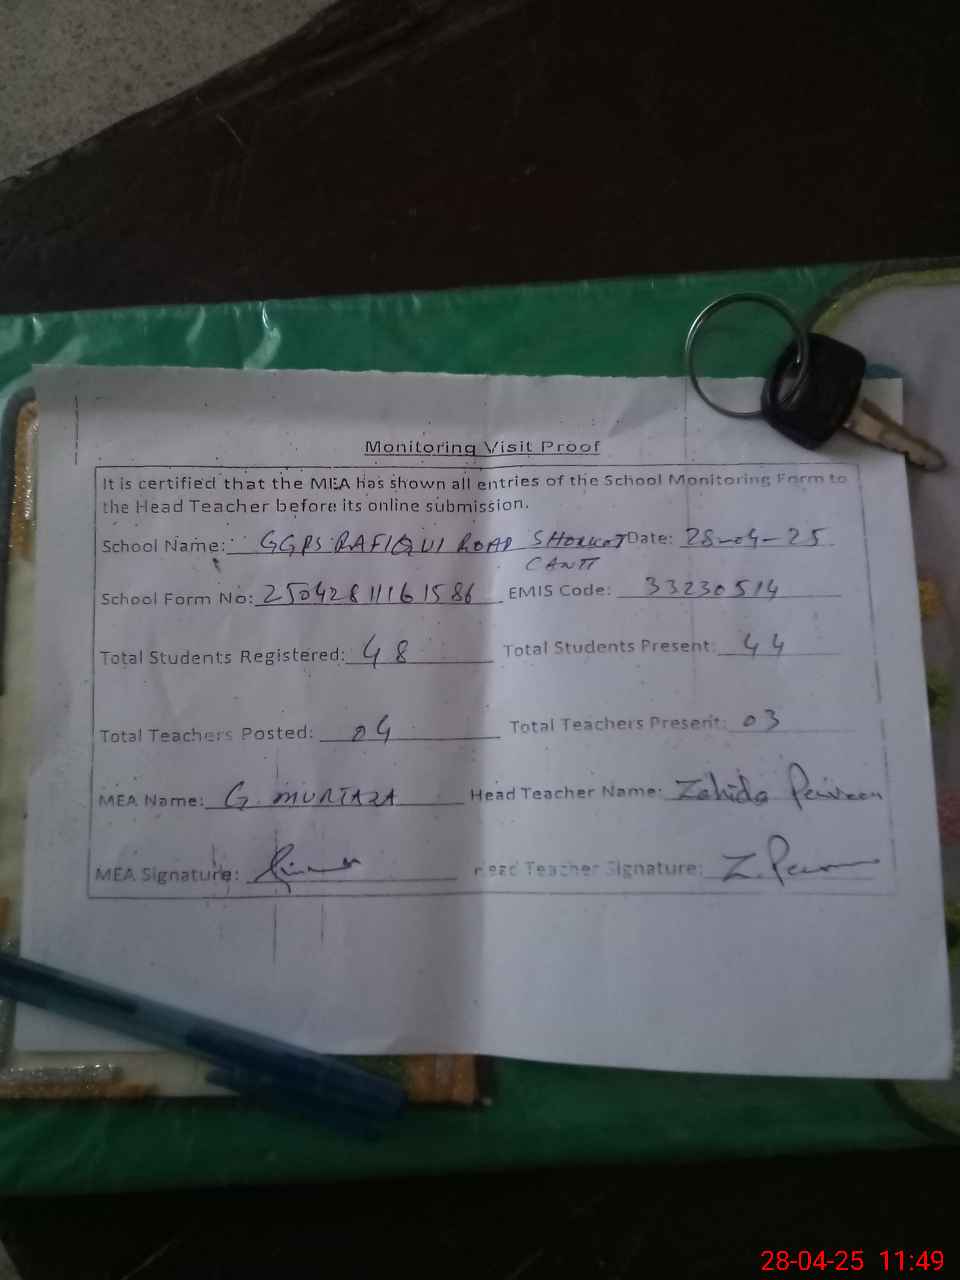 Monitoring Visit Proof
It is certified that the MEA has shown all entries of the School Monitoring Form to
the Head Teacher before its online submission.
School Name: GGPS RAFIQUI ROAD SHORKOT Date: 28-04-25
CANTT
School Form No: 25042811161586 EMIS Code: 33230514
Total Students Registered: 48 Total Students Present: 44
Total Teachers Posted: 04 Total Teachers Present: 03
MEA Name: G. MURTAZA Head Teacher Name: Zahida Perveen
MEA Signature: Head Teacher Signature: Z. Per
28-04-25 11:49